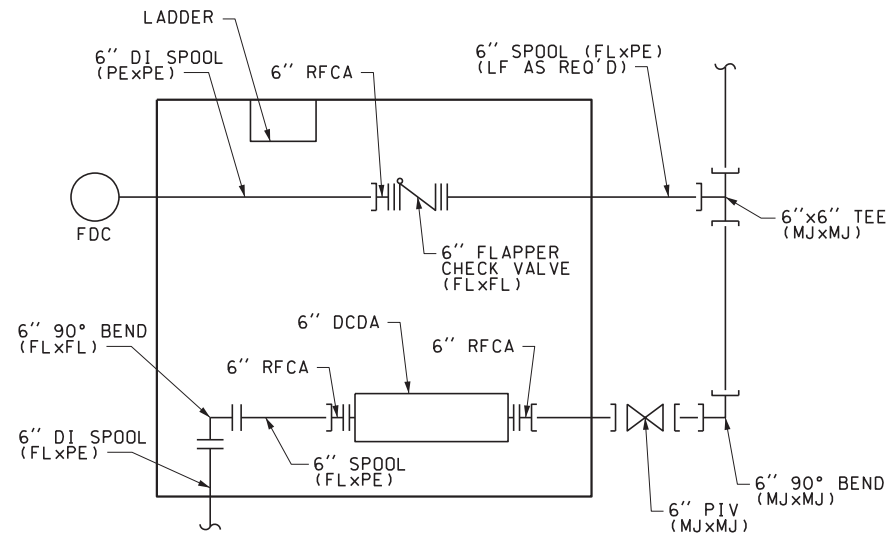 LADDER
6" DI SPOOL
(PExPE)
6" RFCA
6" SPOOL (FLxPE)
(LF AS REQ'D)
FDC
6"x6" TEE
(MJxMJ)
6" FLAPPER
CHECK VALVE
(FLxFL)
6" 90° BEND
(FLxFL)
6" DCDA
6" RFCA
6" RFCA
6" DI SPOOL
(FLxPE)
6" SPOOL
(FLxPE)
6" 90° BEND
(MJxMJ)
6" PIV
(MJxMJ)